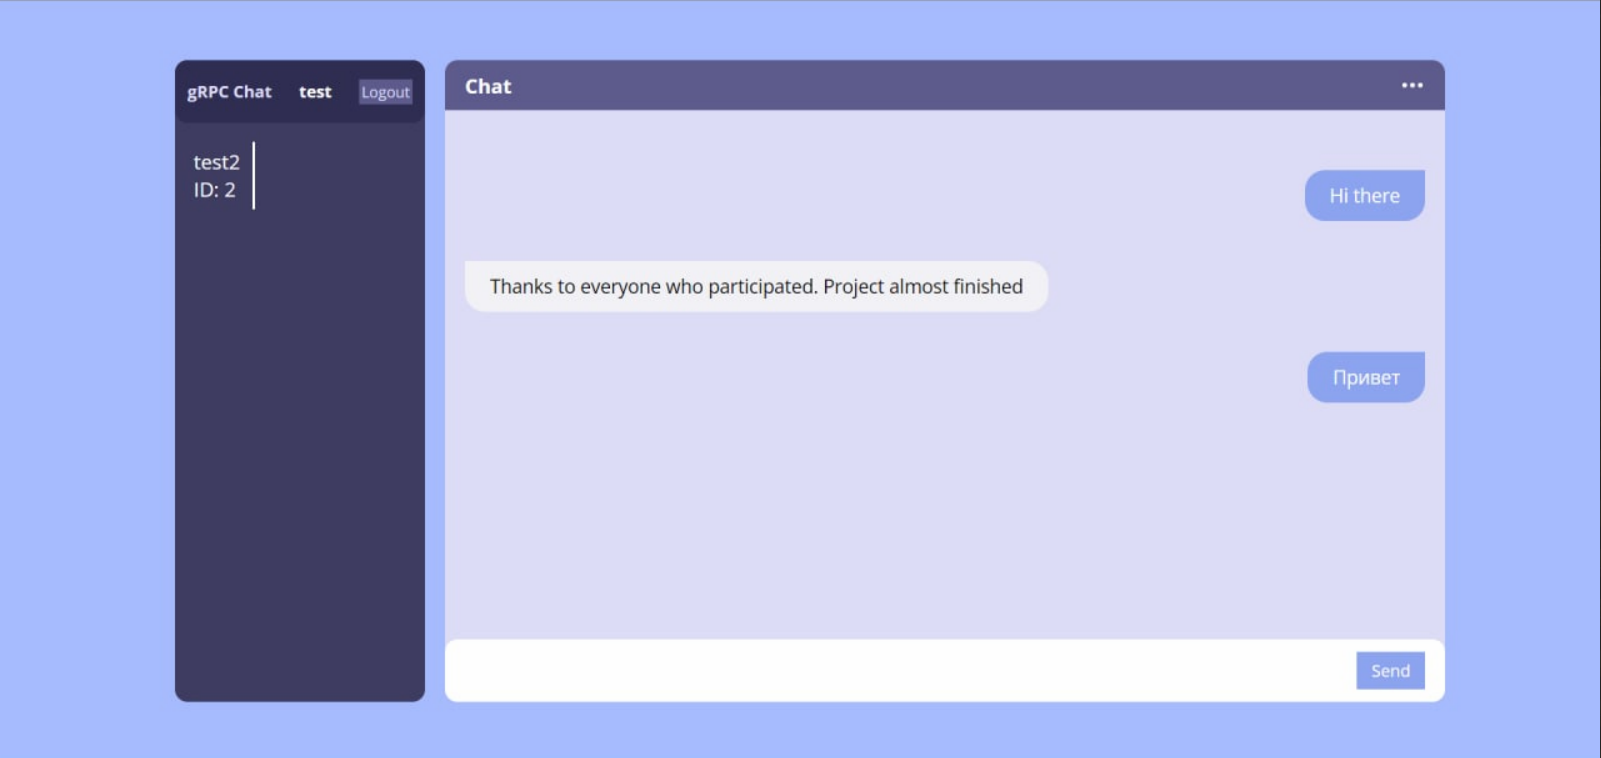 gRPC Chat test Logout
test2
ID: 2
Chat ...
Hi there
Thanks to everyone who participated. Project almost finished
Привет
Send